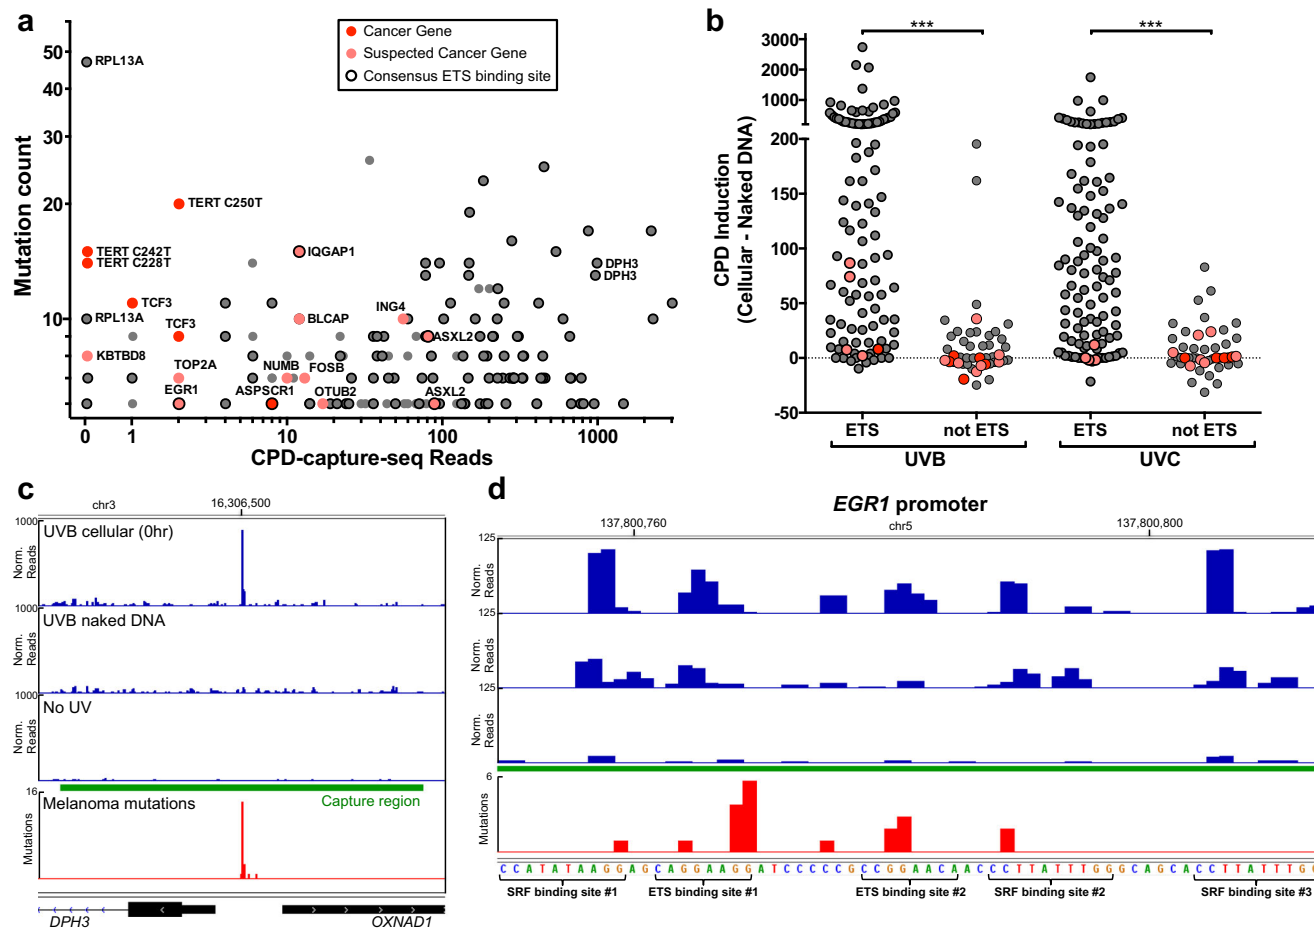 a
Mutation count
50
40
30
20
10
0
1
10
100
1000
CPD-capture-seq Reads
Cancer Gene
Suspected Cancer Gene
Consensus ETS binding site
RPL13A
TERT C250T
TERT C242T
TERT C228T
IQGAP1
DPH3
DPH3
TCF3
RPL13A
BLCAP
ING4
TCF3
ASXL2
KBTBD8
TOP2A
NUMB
FOSB
EGR1
ASPSCR1
OTUB2
ASXL2
b
CPD Induction
(Cellular - Naked DNA)
3000
2000
1000
200
150
100
50
0
-50
***
***
ETS
not ETS
ETS
not ETS
UVB
UVC
c
chr3
16,306,500
1000
UVB cellular (0hr)
Norm.
Reads
1000
UVB naked DNA
Norm.
Reads
1000
No UV
Norm.
Reads
Capture region
16
Melanoma mutations
Mutations
DPH3
OXNAD1
d
EGR1 promoter
137,800,760
chr5
137,800,800
125
Norm.
Reads
125
Norm.
Reads
125
Norm.
Reads
6
Mutations
CCATATAAGGAGCAGGAAGGATCCCCCGCCGGAACAACCCTTATTTGGGCAGCACCTTATTTGG
SRF binding site #1
ETS binding site #1
ETS binding site #2
SRF binding site #2
SRF binding site #3